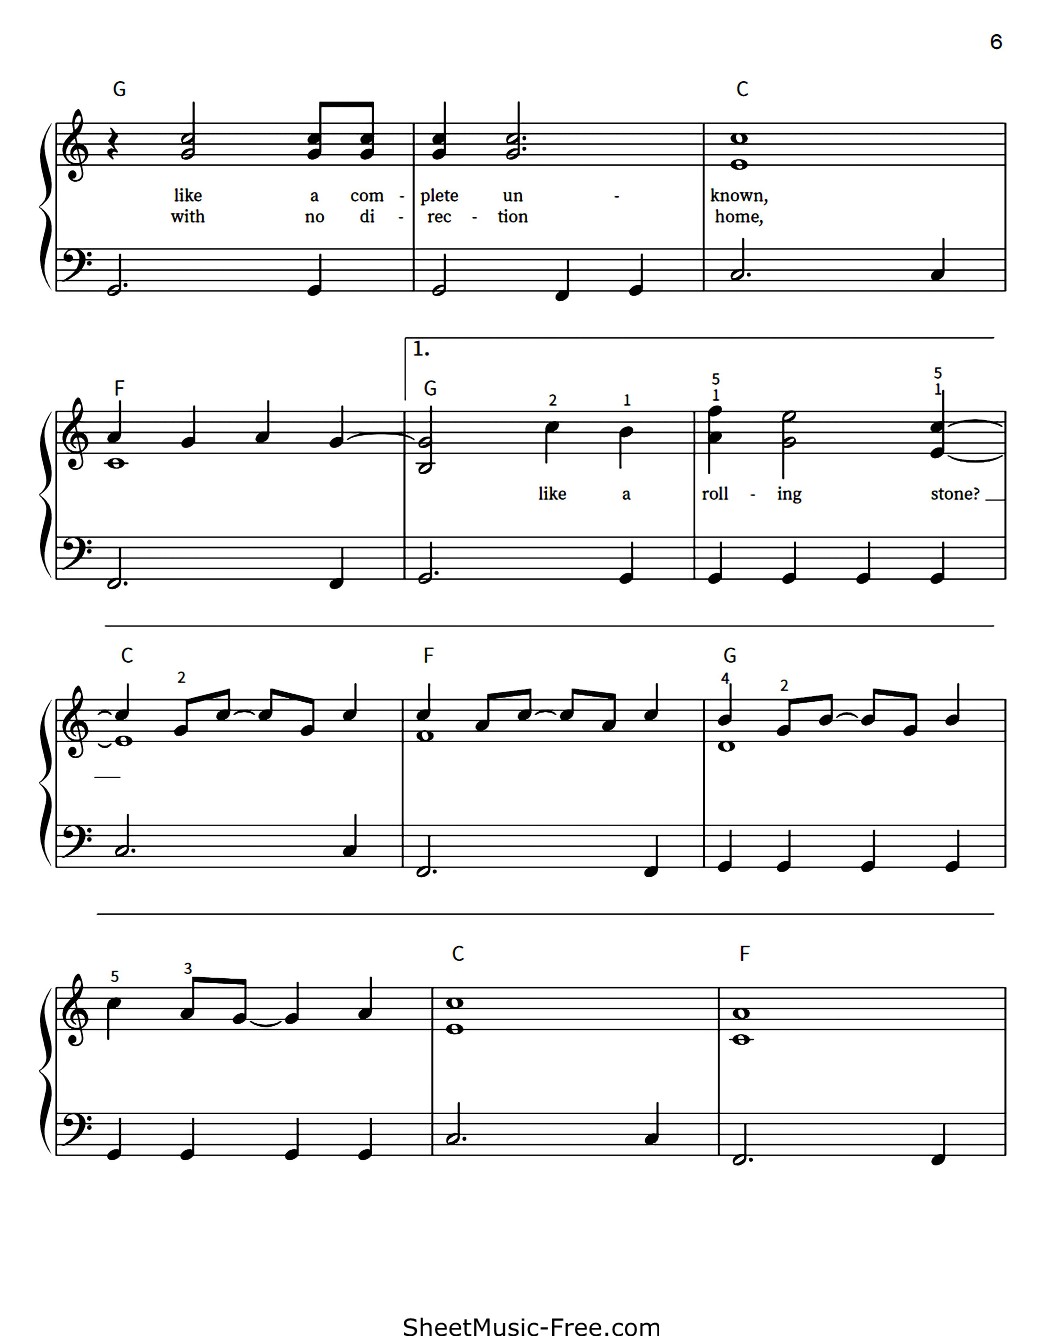 6
G C
like a com - plete un - known,
with no di - rec - tion home,
1.
F G 2 1 5 1 5 1
like a roll - ing stone?
C F G
2 4 2
C F
5 3
SheetMusic-Free.com